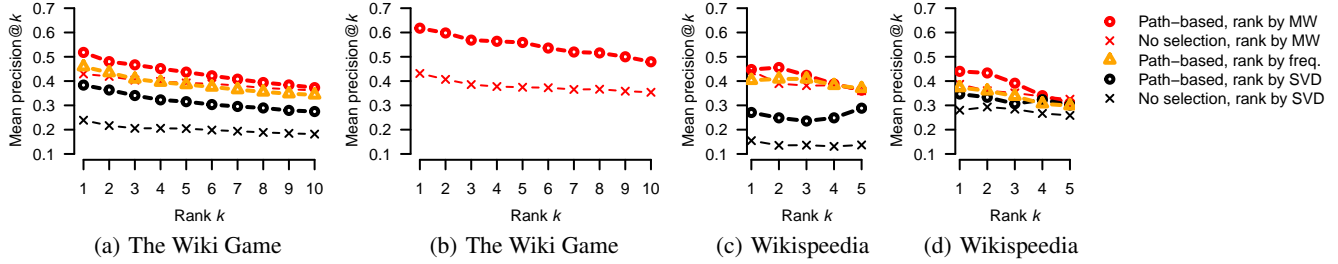 Mean precision@k
0.7
0.6
0.5
0.4
0.3
0.2
0.1
1 2 3 4 5 6 7 8 9 10
Rank k
(a) The Wiki Game
Mean precision@k
0.7
0.6
0.5
0.4
0.3
0.2
0.1
1 2 3 4 5 6 7 8 9 10
Rank k
(b) The Wiki Game
Mean precision@k
0.7
0.6
0.5
0.4
0.3
0.2
0.1
1 2 3 4 5
Rank k
(c) Wikispeedia
Mean precision@k
0.7
0.6
0.5
0.4
0.3
0.2
0.1
1 2 3 4 5
Rank k
(d) Wikispeedia
Path−based, rank by MW
No selection, rank by MW
Path−based, rank by freq.
Path−based, rank by SVD
No selection, rank by SVD